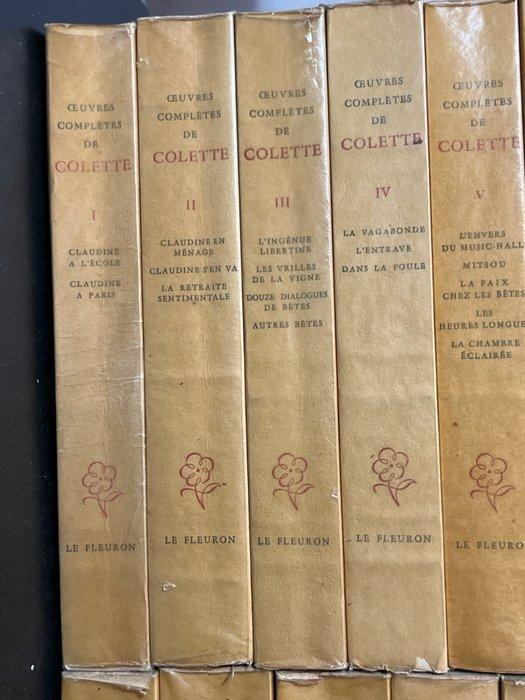 ŒUVRES
COMPLÈTES
DE
COLETTE
I
CLAUDINE
A L'ÉCOLE
CLAUDINE
A PARIS
LE FLEURON
ŒUVRES
COMPLÈTES
DE
COLETTE
II
CLAUDINE EN
MÉNAGE
CLAUDINE S'EN VA
LA RETRAITE
SENTIMENTALE
LE FLEURON
ŒUVRES
COMPLÈTES
DE
COLETTE
III
L'INGÉNUE
LIBERTINE
LES VRILLES
DE LA VIGNE
DOUZE DIALOGUES
DE BÊTES
AUTRES BÊTES
LE FLEURON
ŒUVRES
COMPLÈTES
DE
COLETTE
IV
LA VAGABONDE
L'ENTRAVE
DANS LA FOULE
LE FLEURON
ŒUVRES
COMPLÈTES
DE
COLETTE
V
L'ENVERS
DU MUSIC-HALL
MITSOU
LA PAIX
CHEZ LES BÊTES
LES
HEURES LONGUE
LA CHAMBRE
ÉCLAIRÉE
LE FLEURO